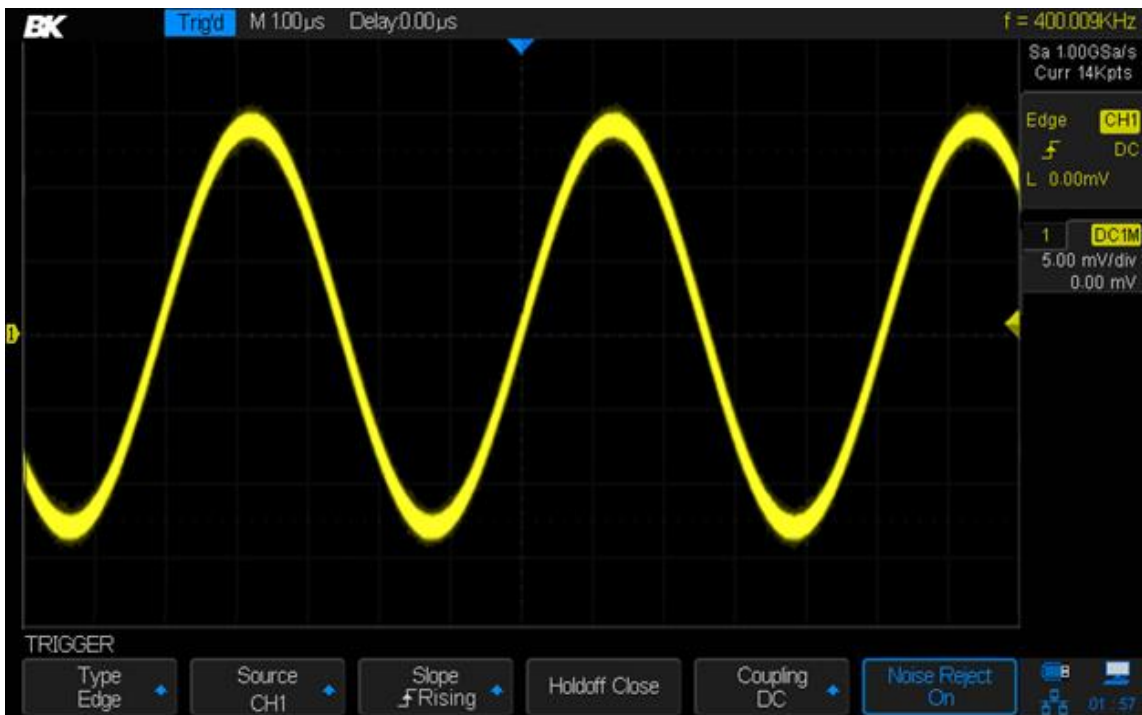 BK Trig'd M 1.00µs Delay:0.00µs f = 400.009KHz
Sa 1.00GSa/s
Curr 14Kpts
Edge CH1
DC
L 0.00mV
1 DC1M
5.00 mV/div
0.00 mV
1
TRIGGER
Type
Edge
Source
CH1
Slope
Rising
Holdoff Close
Coupling
DC
Noise Reject
On
01 : 57